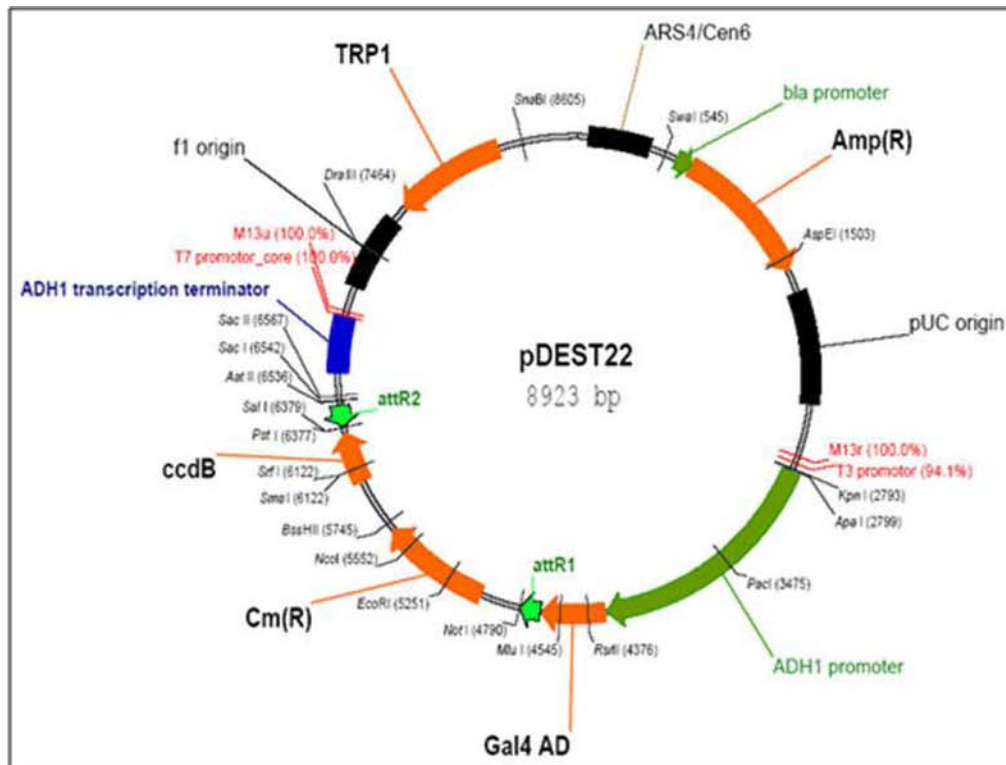 ARS4/Cen6
TRP1
SnaBI (8605)
SwaI (545)
bla promoter
Amp(R)
f1 origin
DraIII (7464)
M13u (100.0%)
T7 promotor_core (100.0%)
AspEI (1503)
ADH1 transcription terminator
pUC origin
Sac II (6567)
Sac I (6542)
Aat II (6536)
Sal I (6379)
Pst I (6377)
attR2
pDEST22
8923 bp
ccdB
Srf I (6122)
SmaI (6122)
M13r (100.0%)
T3 promotor (94.1%)
Kpn I (2793)
Apa I (2799)
BssHII (5745)
NcoI (5552)
attR1
PacI (3475)
Cm(R)
EcoRI (5251)
Not I (4790)
Mlu I (4545)
RsrII (4376)
ADH1 promoter
Gal4 AD